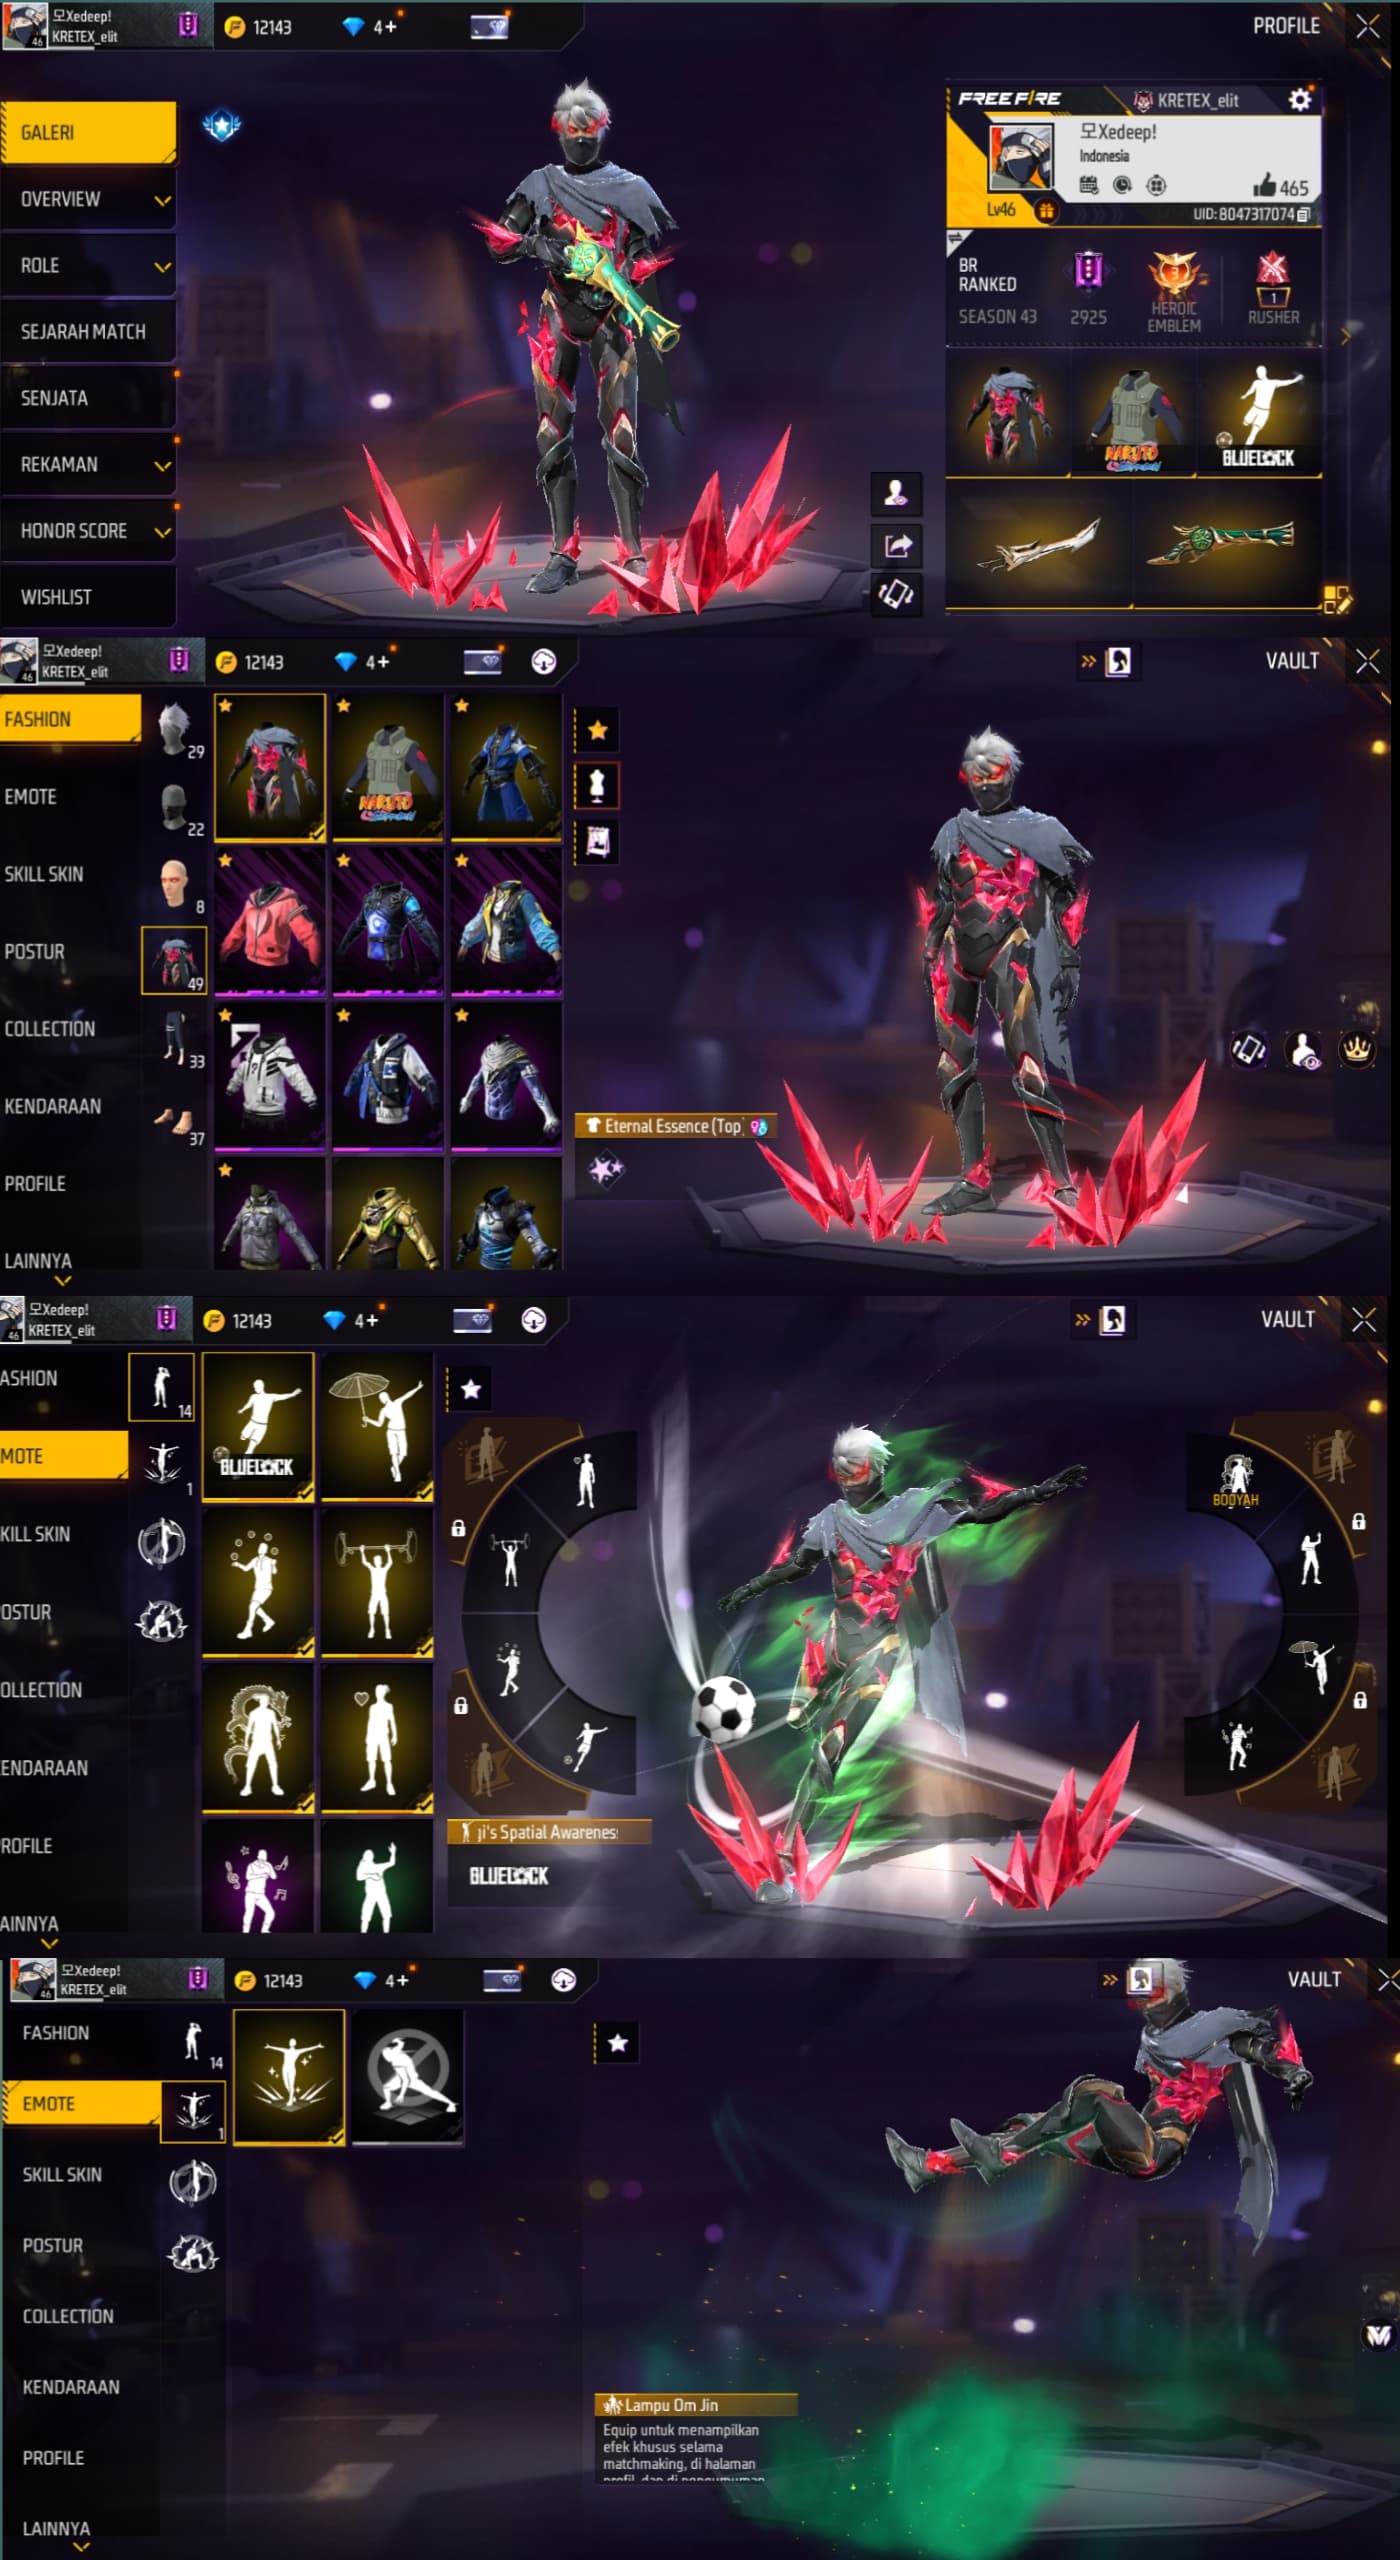 모Xedeep!
KRETEX_elit
46
12143
4+
PROFILE
GALERI
OVERVIEW
ROLE
SEJARAH MATCH
SENJATA
REKAMAN
HONOR SCORE
WISHLIST
FREE FIRE
KRETEX_elit
모Xedeep!
Indonesia
465
Lv46
UID: 8047317074
BR
RANKED
SEASON 43
2925
3
HEROIC
EMBLEM
1
RUSHER
NARUTO
BLUELOCK
모Xedeep!
KRETEX_elit
46
12143
4+
VAULT
FASHION
EMOTE
SKILL SKIN
POSTUR
COLLECTION
KENDARAAN
PROFILE
LAINNYA
29
22
8
49
33
37
NARUTO
Eternal Essence (Top
모Xedeep!
KRETEX_elit
46
12143
4+
VAULT
ASHION
MOTE
KILL SKIN
OSTUR
OLLECTION
ENDARAAN
ROFILE
AINNYA
14
1
BLUELOCK
BOOYAH
ji's Spatial Awarenes
BLUELOCK
모Xedeep!
KRETEX_elit
46
12143
4+
VAULT
FASHION
EMOTE
SKILL SKIN
POSTUR
COLLECTION
KENDARAAN
PROFILE
LAINNYA
14
1
Lampu Om Jin
Equip untuk menampilkan
efek khusus selama
matchmaking, di halaman
profil, dan di pengumuman